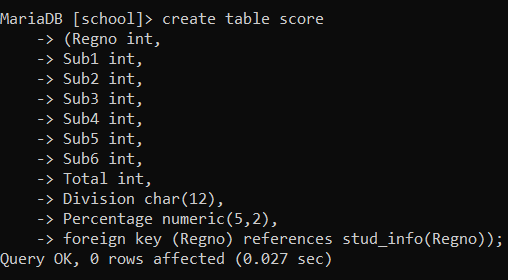 MariaDB [school]> create table score
-> (Regno int,
-> Sub1 int,
-> Sub2 int,
-> Sub3 int,
-> Sub4 int,
-> Sub5 int,
-> Sub6 int,
-> Total int,
-> Division char(12),
-> Percentage numeric(5,2),
-> foreign key (Regno) references stud_info(Regno));
Query OK, 0 rows affected (0.027 sec)